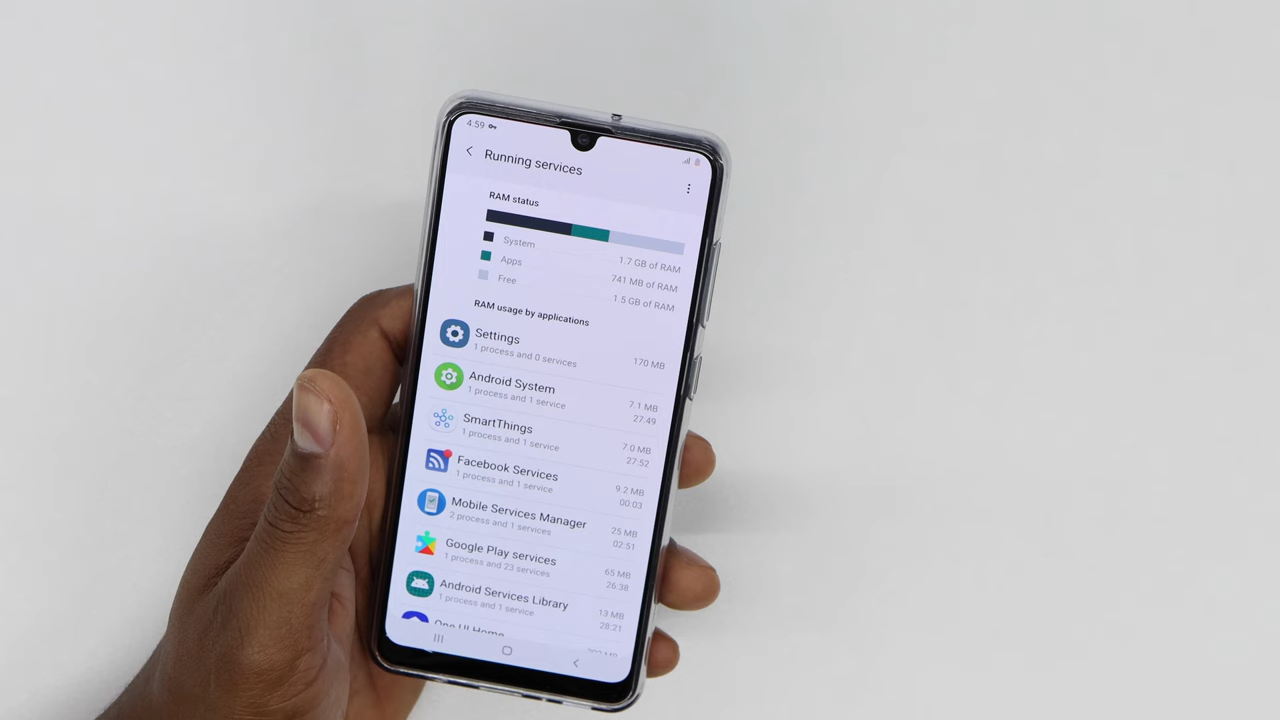 4:59
Running services
RAM status
System 1.7 GB of RAM
Apps 741 MB of RAM
Free 1.5 GB of RAM
RAM usage by applications
Settings
1 process and 0 services 170 MB
Android System 7.1 MB
1 process and 1 service 27:49
SmartThings 7.0 MB
1 process and 1 service 27:52
Facebook Services 9.2 MB
1 process and 1 service 00:03
Mobile Services Manager 25 MB
2 process and 1 services 02:51
Google Play services 65 MB
1 process and 23 services 26:38
Android Services Library 13 MB
1 process and 1 service 28:21
One UI Home